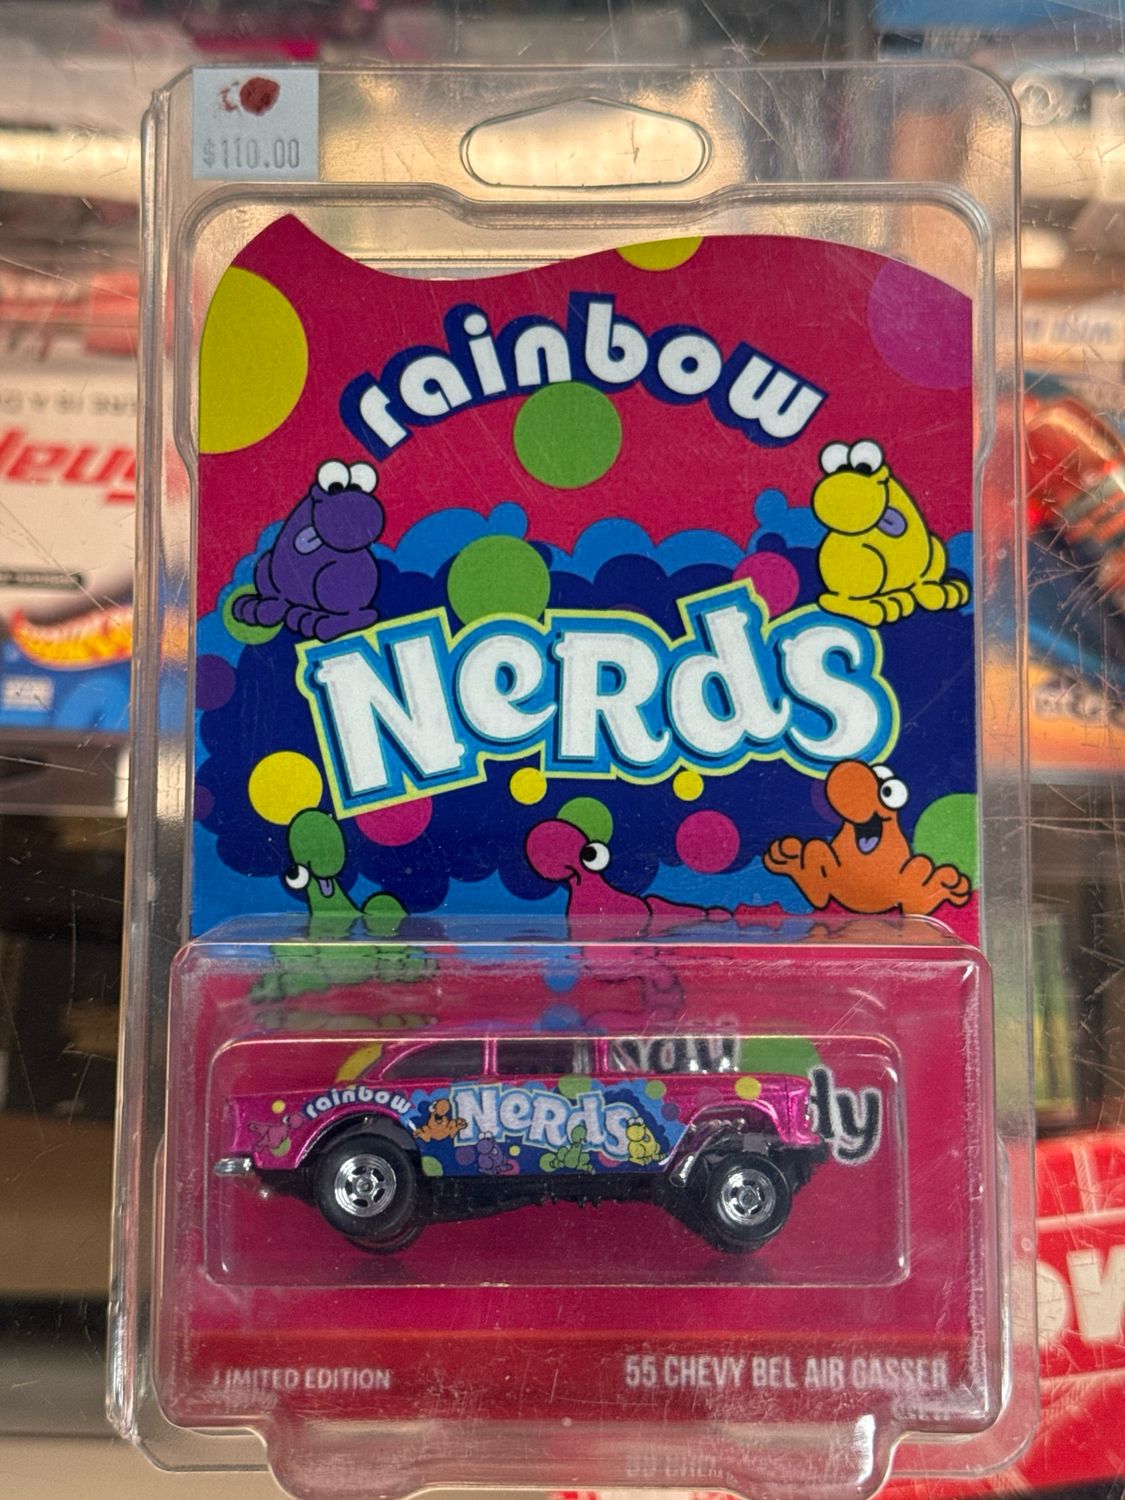 $110.00
rainbow
NeRds
rainbow
NeRds
LIMITED EDITION
55 CHEVY BEL AIR GASSER